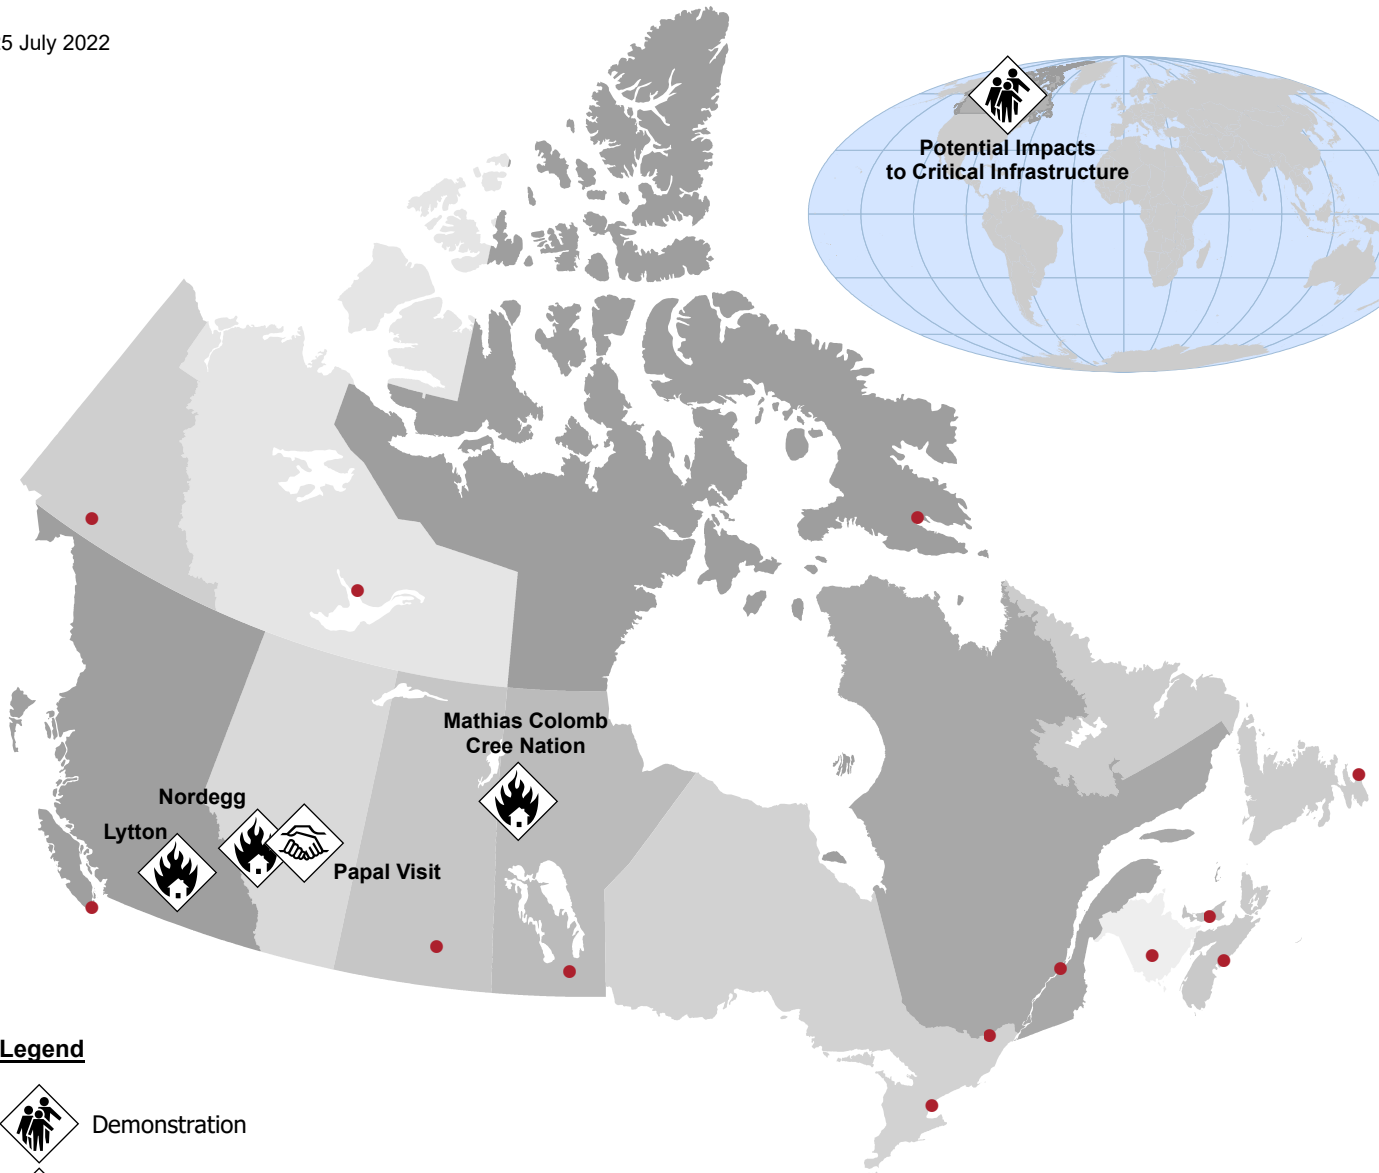 5 July 2022
Potential Impacts
to Critical Infrastructure
Mathias Colomb
Cree Nation
Nordegg
Lytton
Papal Visit
Legend
Demonstration